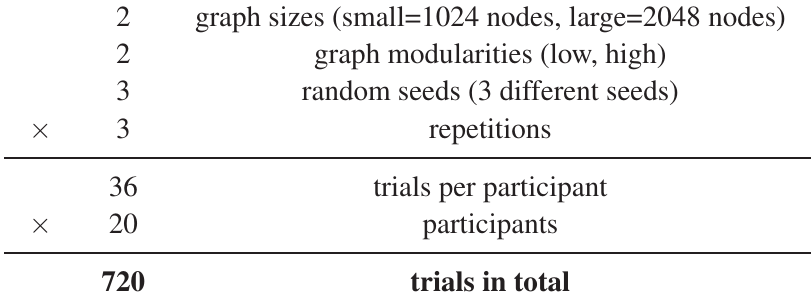 2 graph sizes (small=1024 nodes, large=2048 nodes)
2 graph modularities (low, high)
3 random seeds (3 different seeds)
× 3 repetitions
36 trials per participant
× 20 participants
720 trials in total